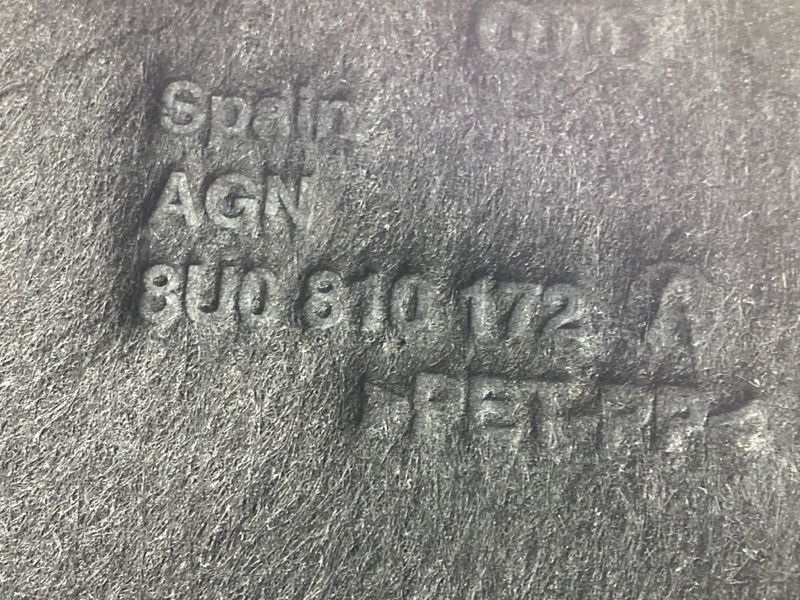 Spain
AGN
8U0 810 172 A
>PET-PP<